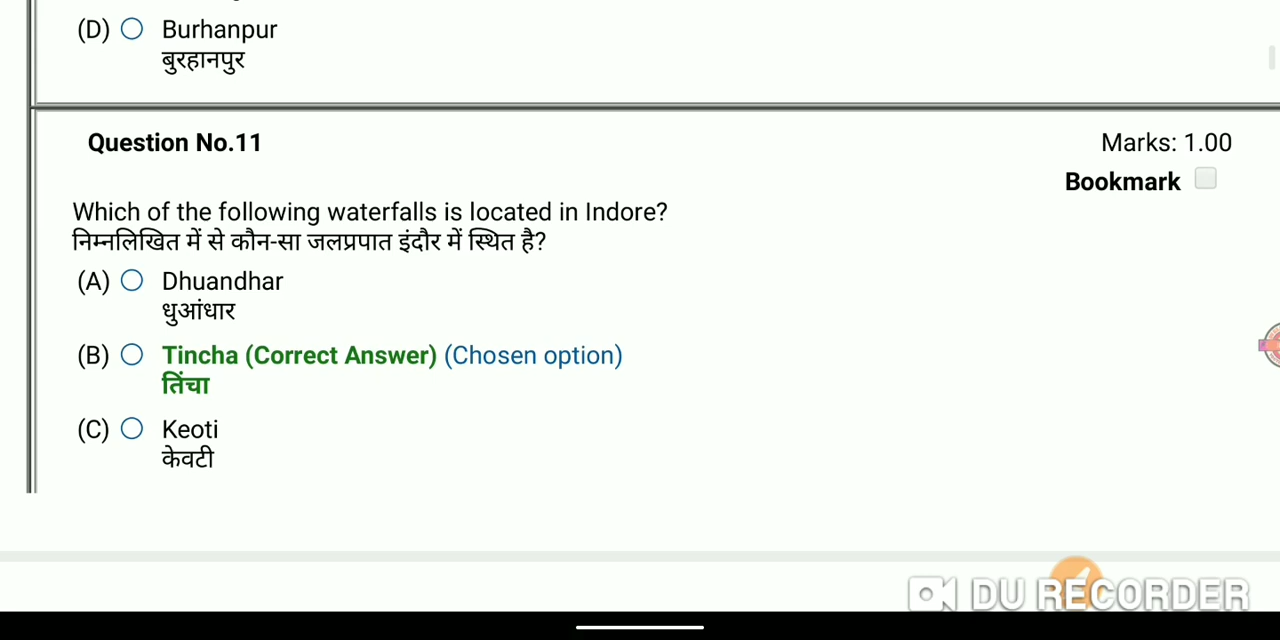 (D) Burhanpur
बुरहानपुर
Question No.11
Marks: 1.00
Bookmark
Which of the following waterfalls is located in Indore?
निम्नलिखित में से कौन-सा जलप्रपात इंदौर में स्थित है?
(A) Dhuandhar
धुआंधार
(B) Tincha (Correct Answer) (Chosen option)
तिंचा
(C) Keoti
केवटी
DU RECORDER